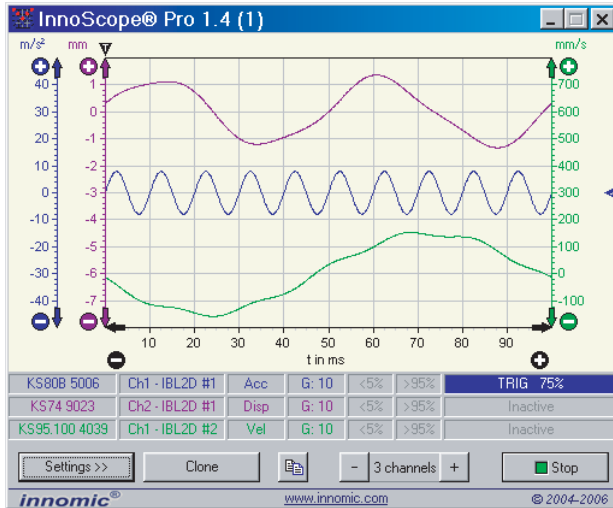 InnoScope® Pro 1.4 (1)
m/s² mm mm/s
T
40 1 700
30 0 600
20 -1 500
10 -2 400
0 -3 300
-10 -4 200
-20 -5 100
-30 -6 0
-40 -7 -100
10 20 30 40 50 60 70 80 90
t in ms
KS80B 5006 Ch1 - IBL2D #1 Acc G: 10 <5% >95% TRIG 75%
KS74 9023 Ch2 - IBL2D #1 Disp G: 10 <5% >95% Inactive
KS95.100 4039 Ch1 - IBL2D #2 Vel G: 10 <5% >95% Inactive
Settings >> Clone - 3 channels + Stop
innomic® www.innomic.com © 2004-2006